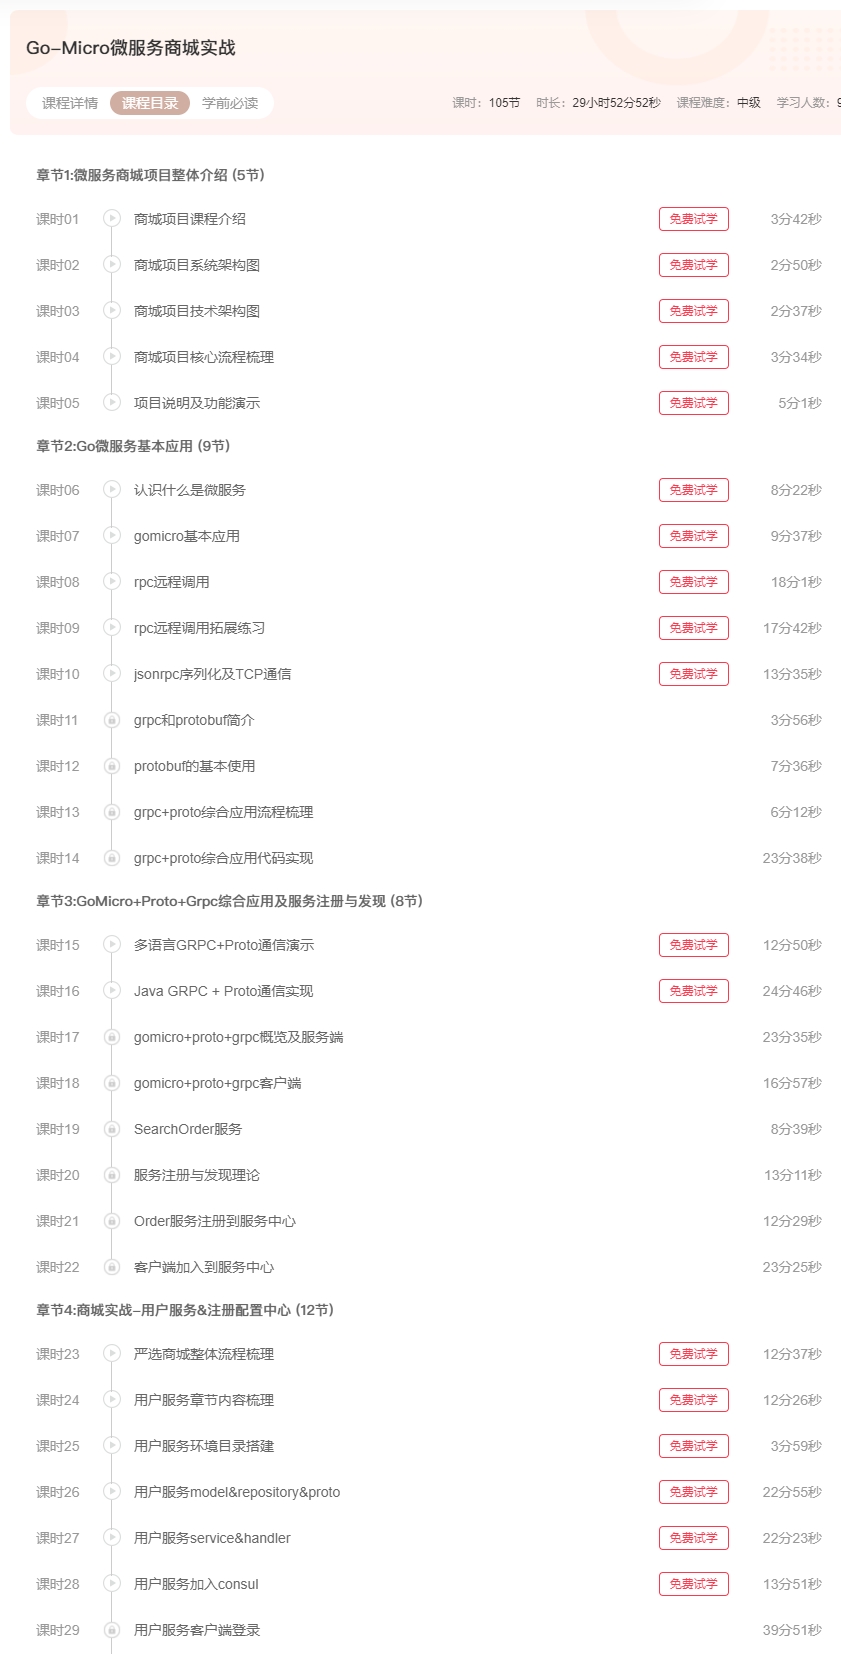 Go-Micro微服务商城实战
课程详情 课程目录 学前必读 课时: 105节 时长: 29小时52分52秒 课程难度: 中级 学习人数:
章节1:微服务商城项目整体介绍 (5节)
课时01 商城项目课程介绍 免费试学 3分42秒
课时02 商城项目系统架构图 免费试学 2分50秒
课时03 商城项目技术架构图 免费试学 2分37秒
课时04 商城项目核心流程梳理 免费试学 3分34秒
课时05 项目说明及功能演示 免费试学 5分1秒
章节2:Go微服务基本应用 (9节)
课时06 认识什么是微服务 免费试学 8分22秒
课时07 gomicro基本应用 免费试学 9分37秒
课时08 rpc远程调用 免费试学 18分1秒
课时09 rpc远程调用拓展练习 免费试学 17分42秒
课时10 jsonrpc序列化及TCP通信 免费试学 13分35秒
课时11 grpc和protobuf简介 3分56秒
课时12 protobuf的基本使用 7分36秒
课时13 grpc+proto综合应用流程梳理 6分12秒
课时14 grpc+proto综合应用代码实现 23分38秒
章节3:GoMicro+Proto+Grpc综合应用及服务注册与发现 (8节)
课时15 多语言GRPC+Proto通信演示 免费试学 12分50秒
课时16 Java GRPC + Proto通信实现 免费试学 24分46秒
课时17 gomicro+proto+grpc概览及服务端 23分35秒
课时18 gomicro+proto+grpc客户端 16分57秒
课时19 SearchOrder服务 8分39秒
课时20 服务注册与发现理论 13分11秒
课时21 Order服务注册到服务中心 12分29秒
课时22 客户端加入到服务中心 23分25秒
章节4:商城实战-用户服务&注册配置中心 (12节)
课时23 严选商城整体流程梳理 免费试学 12分37秒
课时24 用户服务章节内容梳理 免费试学 12分26秒
课时25 用户服务环境目录搭建 免费试学 3分59秒
课时26 用户服务model&repository&proto 免费试学 22分55秒
课时27 用户服务service&handler 免费试学 22分23秒
课时28 用户服务加入consul 免费试学 13分51秒
课时29 用户服务客户端登录 39分51秒